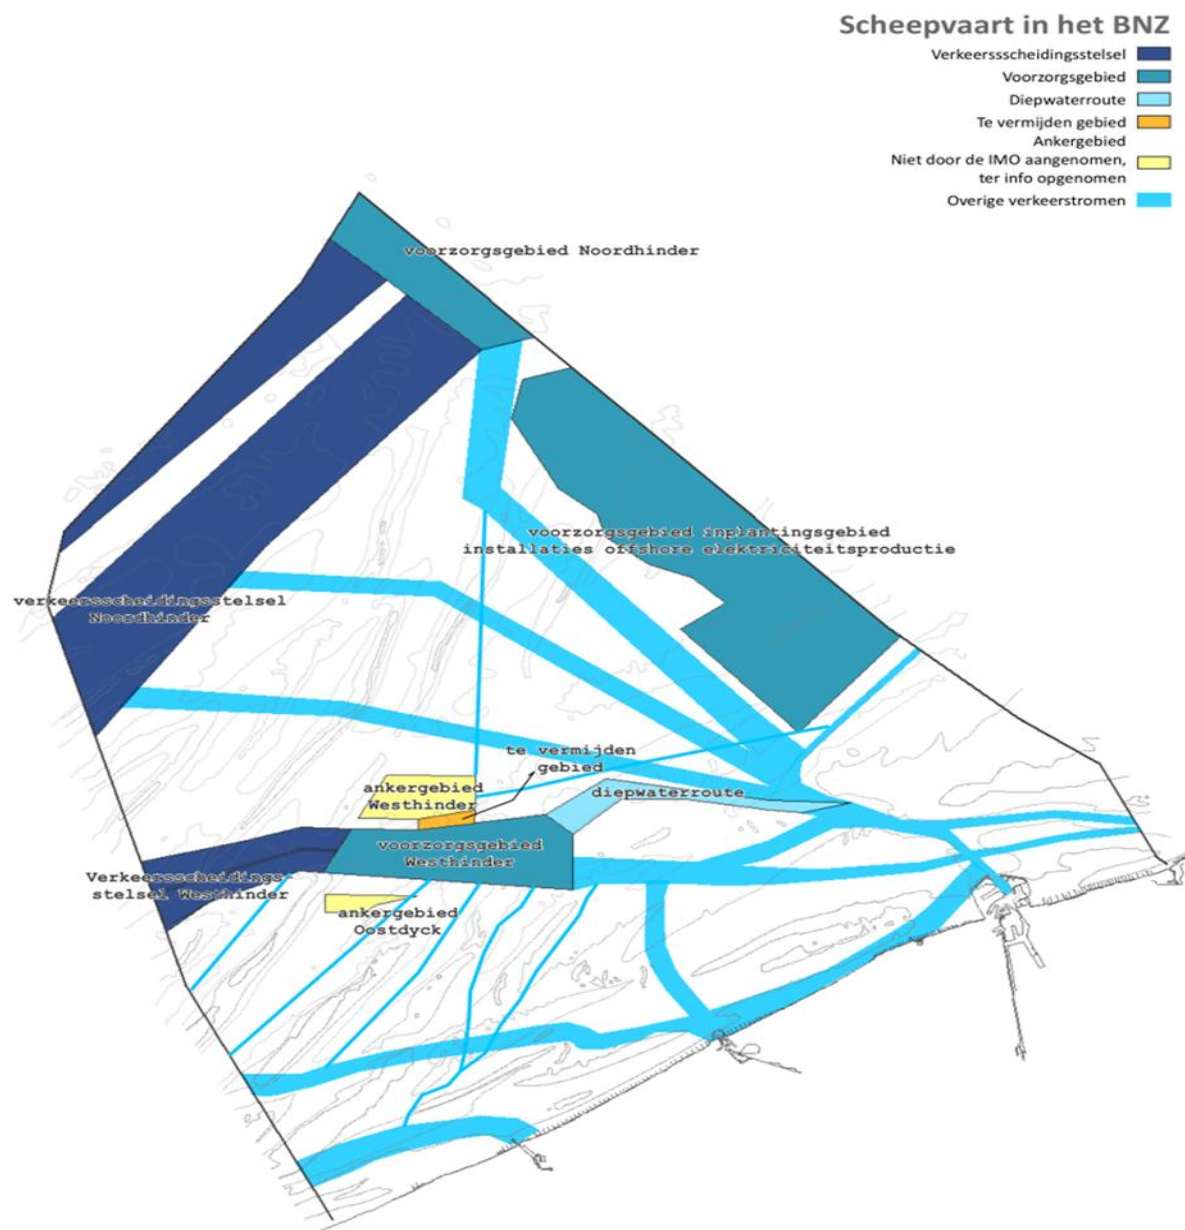 Scheepvaart in het BNZ
Verkeerssscheidingsstelsel
Voorzorgsgebied
Diepwaterroute
Te vermijden gebied
Ankergebied
Niet door de IMO aangenomen,
ter info opgenomen
Overige verkeerstromen
voorzorgsgebied Noordhinder
voorzorgsgebied inplantingsgebied
installaties offshore elektriciteitsproductie
verkeersscheidingsstelsel
Noordhinder
te vermijden
gebied
ankergebied
Westhinder
diepwaterroute
voorzorgsgebied
Westhinder
Verkeersscheidings
stelsel Westhinder
ankergebied
Oostdyck